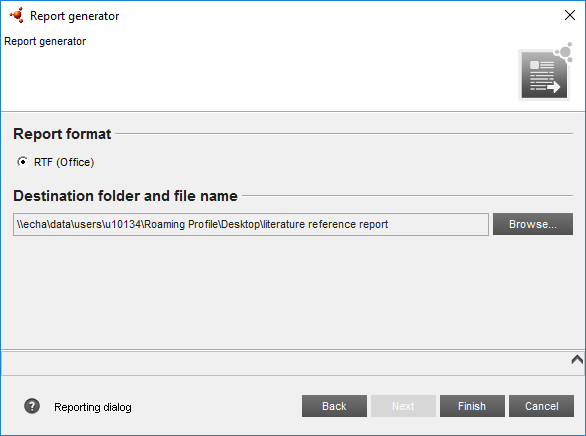 Report generator
Report generator
Report format
RTF (Office)
Destination folder and file name
\\echa\data\users\u10134\Roaming Profile\Desktop\literature reference report
Browse...
? Reporting dialog
Back
Next
Finish
Cancel